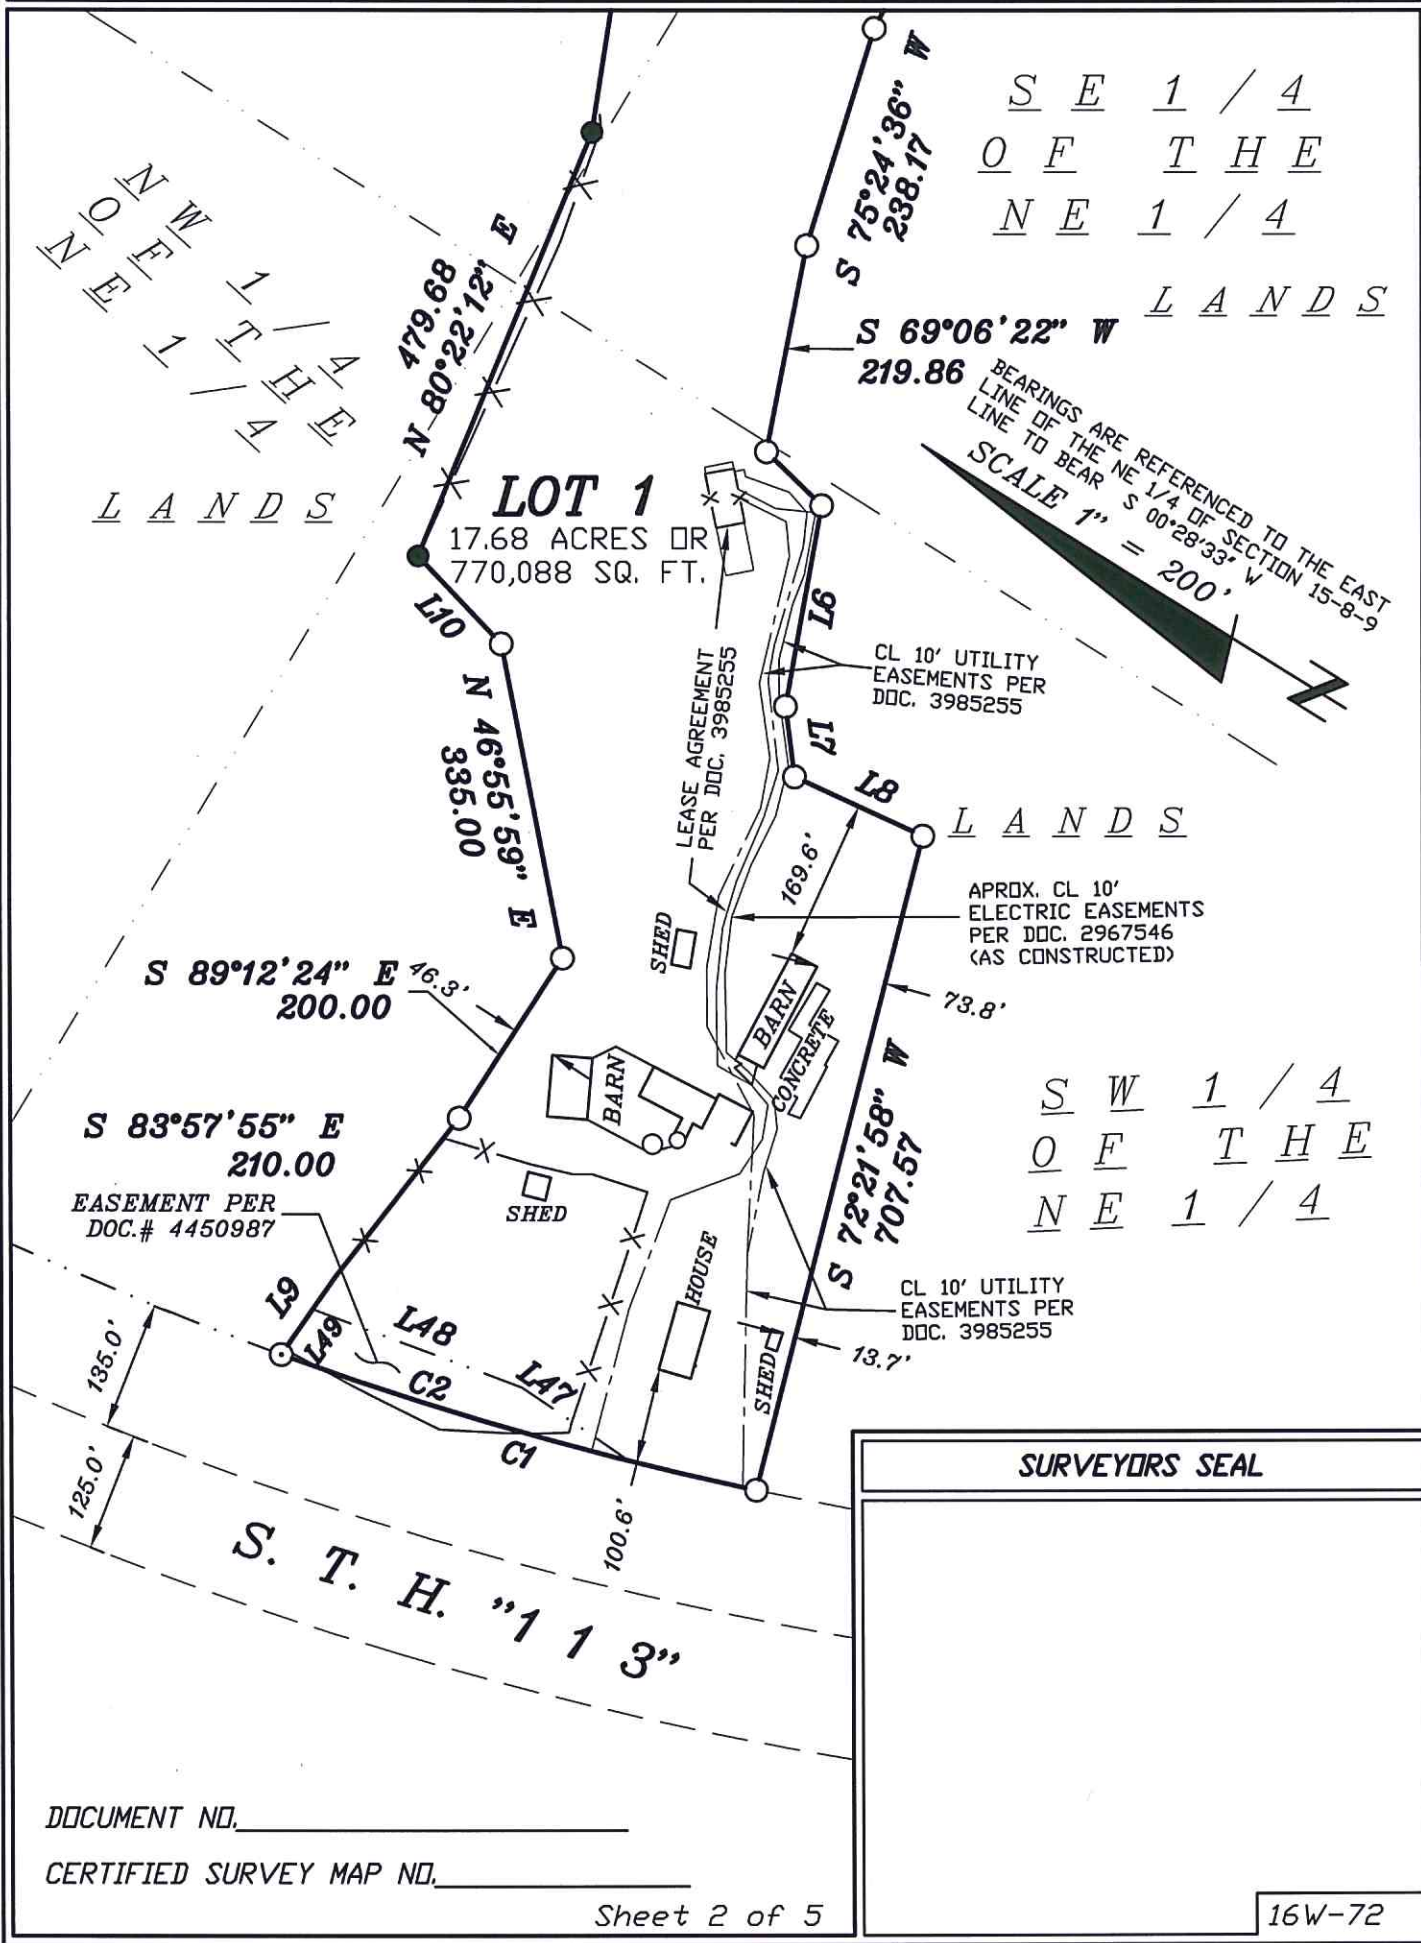 S 75°24'36" W
238.17
SE 1/4
OF THE
NE 1/4
LANDS
NW 1/4
OF THE
NE 1/4
LANDS
479.68
N 80°22'12" E
S 69°06'22" W
219.86
BEARINGS ARE REFERENCED TO THE EAST
LINE OF THE NE 1/4 OF SECTION 15-8-9
LINE TO BEAR S 00°28'33" W
SCALE 1" = 200'
N
LOT 1
17.68 ACRES OR
770,088 SQ. FT.
L10
L6
CL 10' UTILITY
EASEMENTS PER
DOC. 3985255
LEASE AGREEMENT
PER DOC. 3985255
N 46°55'59" E
335.00
L7
L8
LANDS
169.6'
APROX. CL 10'
ELECTRIC EASEMENTS
PER DOC. 2967546
(AS CONSTRUCTED)
SHED
S 89°12'24" E
200.00
46.3'
BARN
CONCRETE
73.8'
BARN
S 83°57'55" E
210.00
SW 1/4
OF THE
NE 1/4
S 72°21'58" W
707.57
EASEMENT PER
DOC.# 4450987
SHED
HOUSE
CL 10' UTILITY
EASEMENTS PER
DOC. 3985255
L9
L49
L48
L47
C2
C1
SHED
13.7'
135.0'
125.0'
100.6'
S. T. H. "113"
SURVEYORS SEAL
DOCUMENT NO.
CERTIFIED SURVEY MAP NO.
Sheet 2 of 5
16W-72